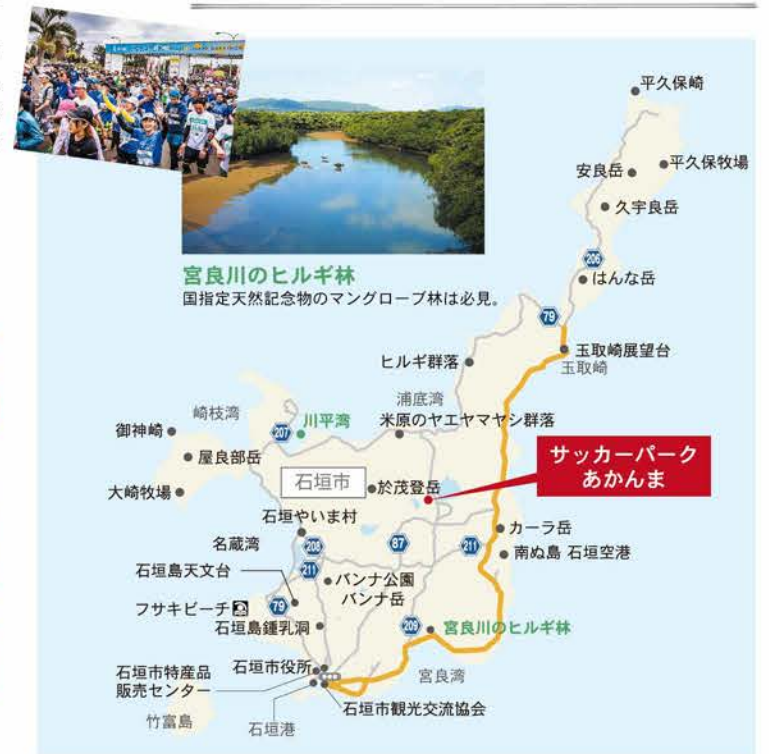 宮良川のヒルギ林
国指定天然記念物のマングローブ林は必見。
平久保崎
安良岳
平久保牧場
久宇良岳
206
はんな岳
79
玉取崎展望台
玉取崎
ヒルギ群落
浦底湾
崎枝湾
川平湾
米原のヤエヤマヤシ群落
御神崎
207
屋良部岳
サッカーパーク
あかんま
石垣市
於茂登岳
大崎牧場
石垣やいま村
カーラ岳
名蔵湾
208
87
211
南ぬ島 石垣空港
石垣島天文台
211
バンナ公園
バンナ岳
フサキビーチ
79
石垣島鍾乳洞
209
宮良川のヒルギ林
石垣市特産品
販売センター
石垣市役所
宮良湾
石垣市観光交流協会
竹富島
石垣港